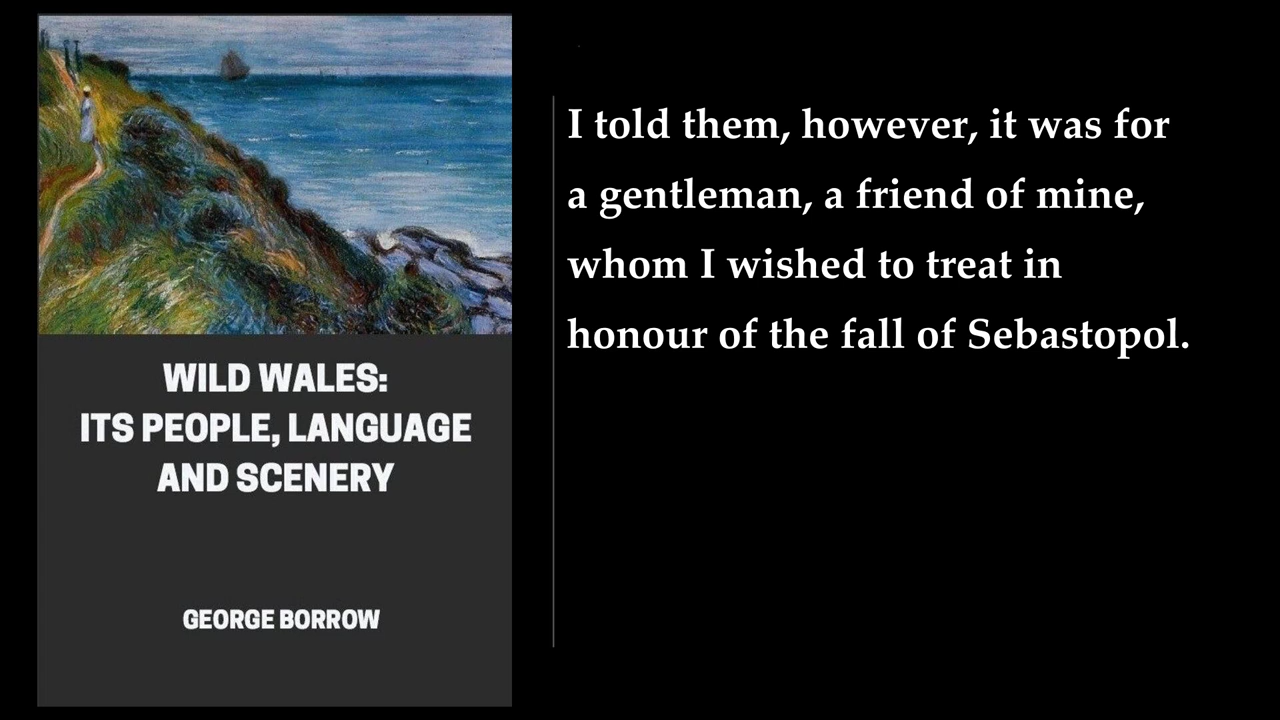 WILD WALES:
ITS PEOPLE, LANGUAGE
AND SCENERY
GEORGE BORROW
I told them, however, it was for
a gentleman, a friend of mine,
whom I wished to treat in
honour of the fall of Sebastopol.